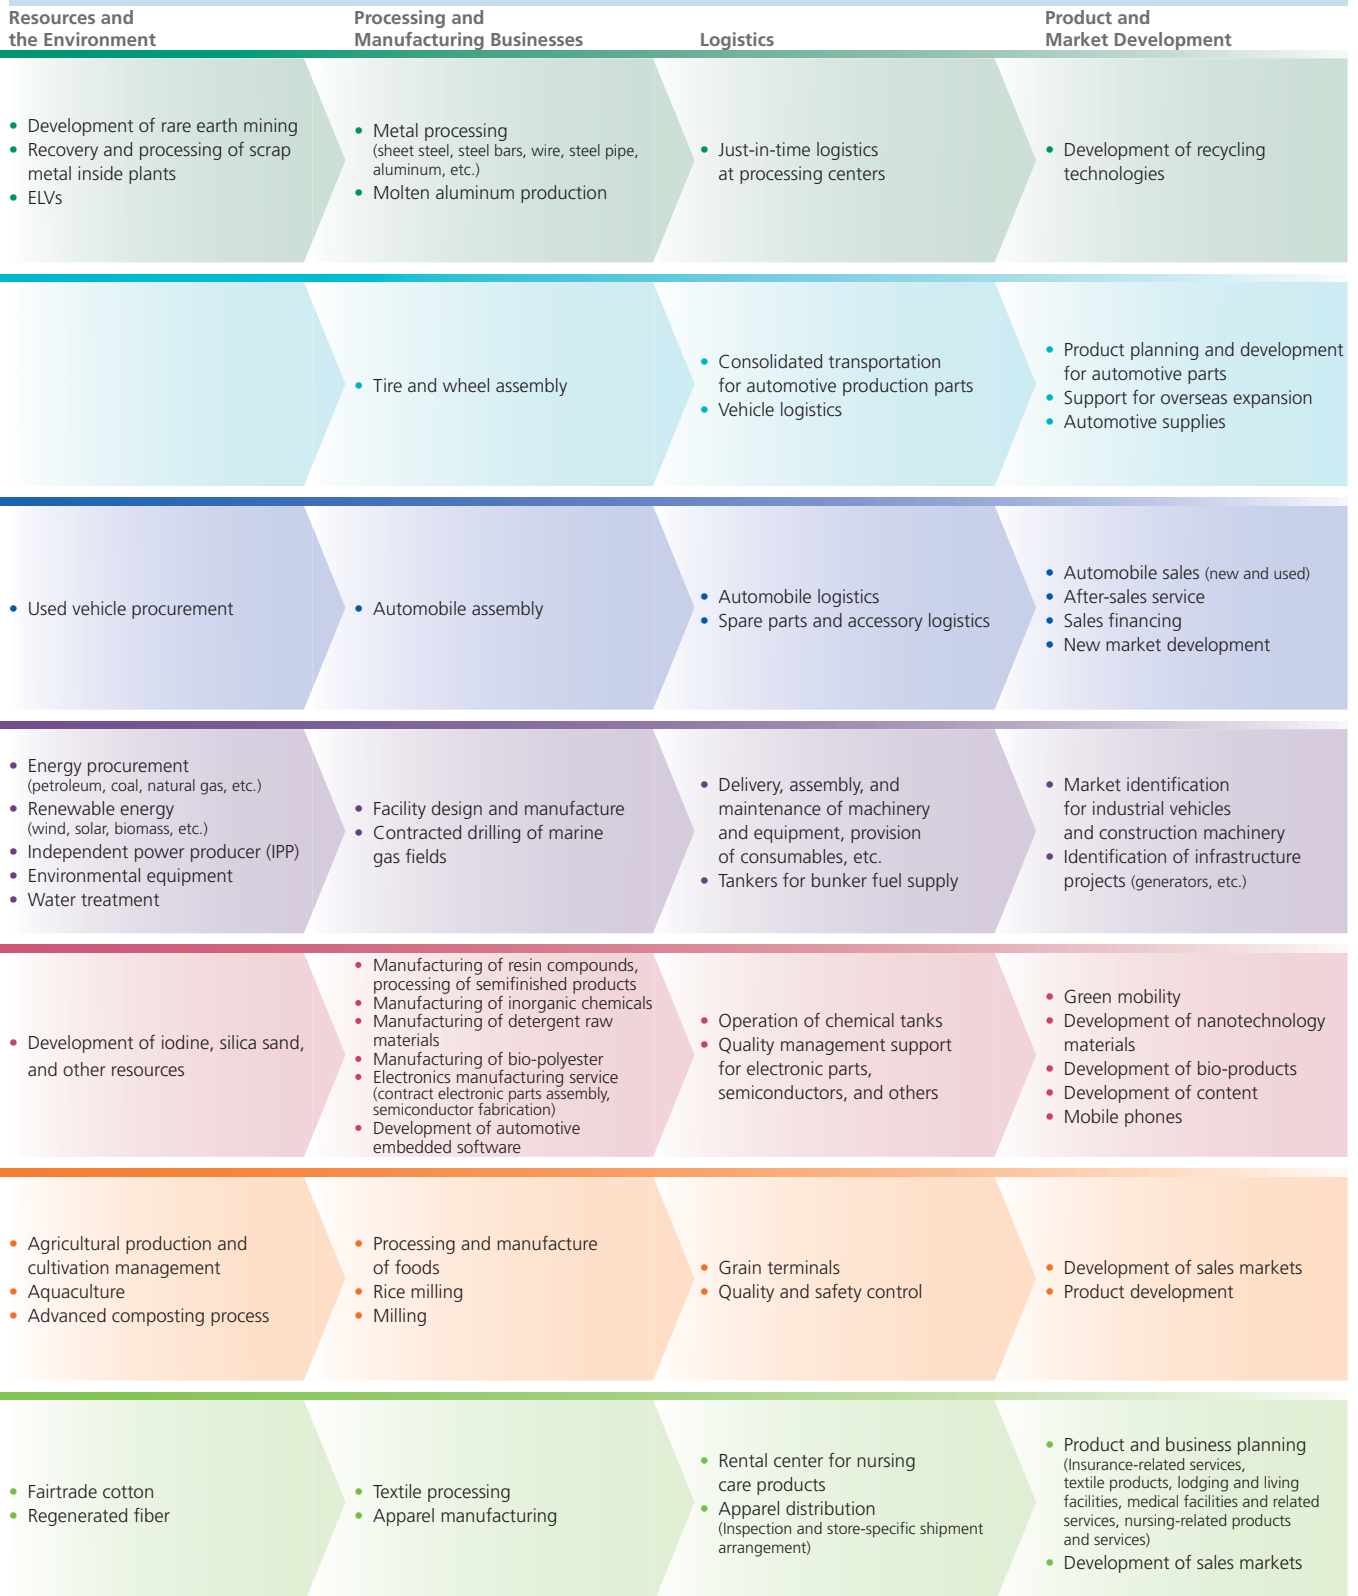 Resources and
the Environment
Processing and
Manufacturing Businesses
Logistics
Product and
Market Development
• Development of rare earth mining
• Recovery and processing of scrap
metal inside plants
• ELVs
• Metal processing
(sheet steel, steel bars, wire, steel pipe,
aluminum, etc.)
• Molten aluminum production
• Just-in-time logistics
at processing centers
• Development of recycling
technologies
• Tire and wheel assembly
• Consolidated transportation
for automotive production parts
• Vehicle logistics
• Product planning and development
for automotive parts
• Support for overseas expansion
• Automotive supplies
• Used vehicle procurement
• Automobile assembly
• Automobile logistics
• Spare parts and accessory logistics
• Automobile sales (new and used)
• After-sales service
• Sales financing
• New market development
• Energy procurement
(petroleum, coal, natural gas, etc.)
• Renewable energy
(wind, solar, biomass, etc.)
• Independent power producer (IPP)
• Environmental equipment
• Water treatment
• Facility design and manufacture
• Contracted drilling of marine
gas fields
• Delivery, assembly, and
maintenance of machinery
and equipment, provision
of consumables, etc.
• Tankers for bunker fuel supply
• Market identification
for industrial vehicles
and construction machinery
• Identification of infrastructure
projects (generators, etc.)
• Development of iodine, silica sand,
and other resources
• Manufacturing of resin compounds,
processing of semifinished products
• Manufacturing of inorganic chemicals
• Manufacturing of detergent raw
materials
• Manufacturing of bio-polyester
• Electronics manufacturing service
(contract electronic parts assembly,
semiconductor fabrication)
• Development of automotive
embedded software
• Operation of chemical tanks
• Quality management support
for electronic parts,
semiconductors, and others
• Green mobility
• Development of nanotechnology
materials
• Development of bio-products
• Development of content
• Mobile phones
• Agricultural production and
cultivation management
• Aquaculture
• Advanced composting process
• Processing and manufacture
of foods
• Rice milling
• Milling
• Grain terminals
• Quality and safety control
• Development of sales markets
• Product development
• Fairtrade cotton
• Regenerated fiber
• Textile processing
• Apparel manufacturing
• Rental center for nursing
care products
• Apparel distribution
(Inspection and store-specific shipment
arrangement)
• Product and business planning
(Insurance-related services,
textile products, lodging and living
facilities, medical facilities and related
services, nursing-related products
and services)
• Development of sales markets